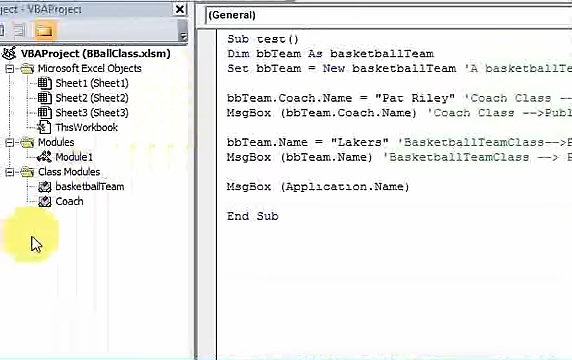 ject - VBAProject
(General)
VBAProject (BBallClass.xlsm)
Microsoft Excel Objects
Sheet1 (Sheet1)
Sheet2 (Sheet2)
Sheet3 (Sheet3)
ThisWorkbook
Modules
Module1
Class Modules
basketballTeam
Coach
Sub test()
Dim bbTeam As basketballTeam
Set bbTeam = New basketballTeam 'A basketballTe
bbTeam.Coach.Name = "Pat Riley" 'Coach Class --
MsgBox (bbTeam.Coach.Name) 'Coach Class -->Publ
bbTeam.Name = "Lakers" 'BasketballTeamClass-->P
MsgBox (bbTeam.Name) 'BasketballTeamClass --> P
MsgBox (Application.Name)
End Sub